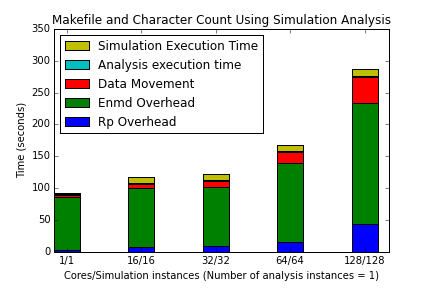 Makefile and Character Count Using Simulation Analysis
350
300
250
200
150
100
50
0
Time (seconds)
Simulation Execution Time
Analysis execution time
Data Movement
Enmd Overhead
Rp Overhead
1/1 16/16 32/32 64/64 128/128
Cores/Simulation instances (Number of analysis instances = 1)